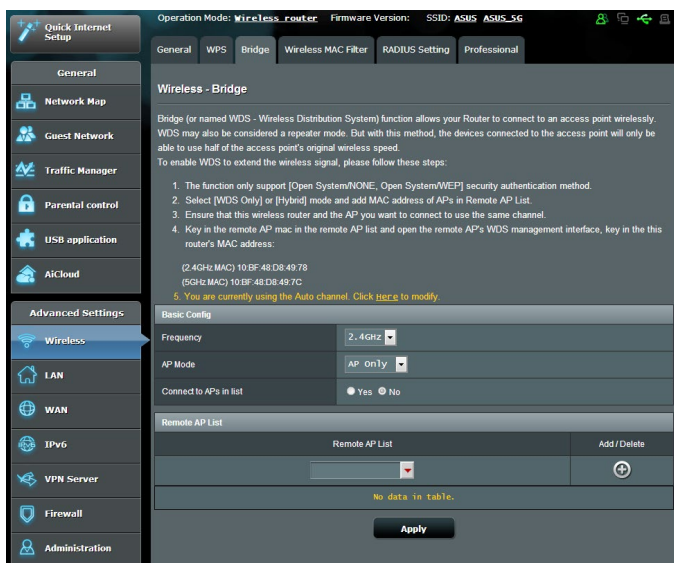 Quick Internet
Setup
Operation Mode: Wireless router Firmware Version: SSID: ASUS ASUS_5G
General WPS Bridge Wireless MAC Filter RADIUS Setting Professional
General
Network Map
Guest Network
Traffic Manager
Parental control
USB application
AiCloud
Advanced Settings
Wireless
LAN
WAN
IPv6
VPN Server
Firewall
Administration
Wireless - Bridge
Bridge (or named WDS - Wireless Distribution System) function allows your Router to connect to an access point wirelessly.
WDS may also be considered a repeater mode. But with this method, the devices connected to the access point will only be
able to use half of the access point's original wireless speed.
To enable WDS to extend the wireless signal, please follow these steps:
1. The function only support [Open System/NONE, Open System/WEP] security authentication method.
2. Select [WDS Only] or [Hybrid] mode and add MAC address of APs in Remote AP List.
3. Ensure that this wireless router and the AP you want to connect to use the same channel.
4. Key in the remote AP mac in the remote AP list and open the remote AP's WDS management interface, key in the this
router's MAC address:
(2.4GHz MAC) 10:BF:48:D8:49:78
(5GHz MAC) 10:BF:48:D8:49:7C
5. You are currently using the Auto channel. Click Here to modify.
Basic Config
Frequency 2.4GHz
AP Mode AP Only
Connect to APs in list Yes No
Remote AP List
Remote AP List Add / Delete
No data in table.
Apply